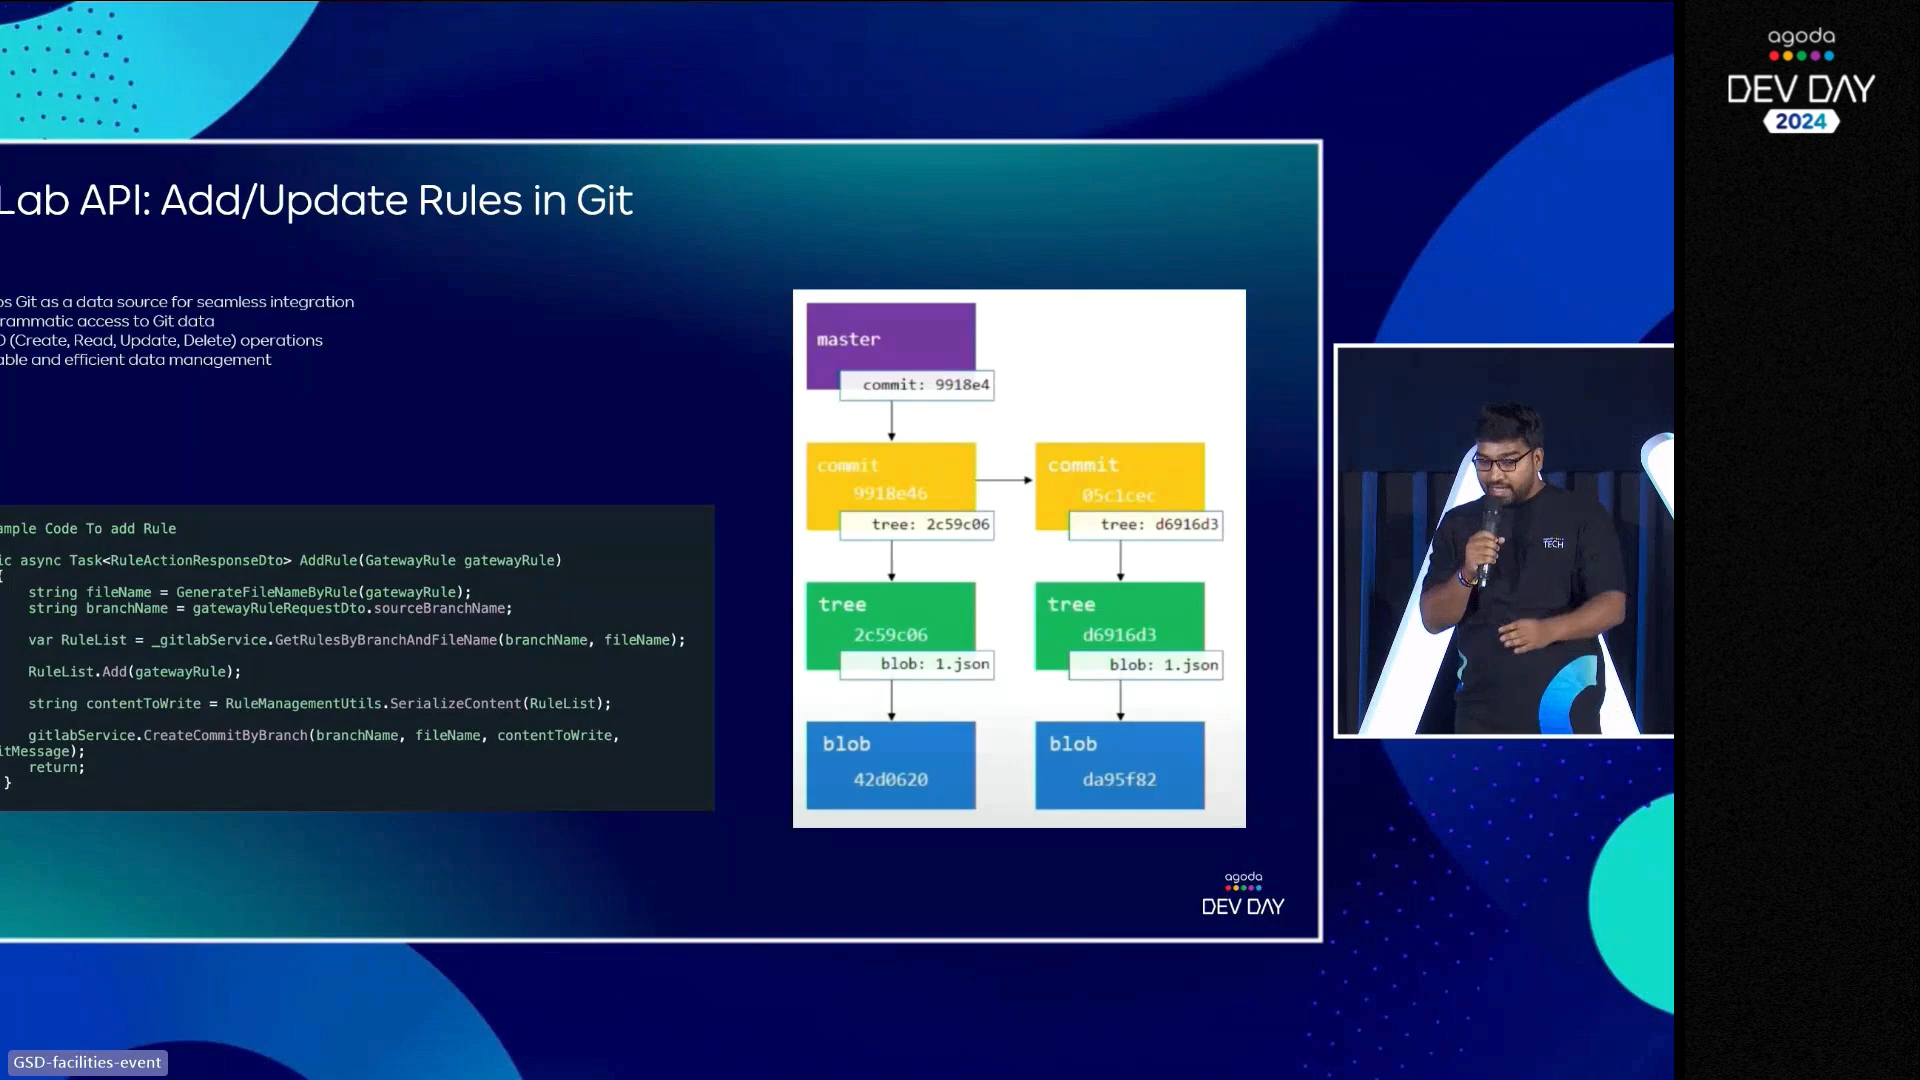 agoda
DEV DAY
2024
Lab API: Add/Update Rules in Git
os Git as a data source for seamless integration
rammatic access to Git data
D (Create, Read, Update, Delete) operations
able and efficient data management
ample Code To add Rule
ic async Task<RuleActionResponseDto> AddRule(GatewayRule gatewayRule)
{
string fileName = GenerateFileNameByRule(gatewayRule);
string branchName = gatewayRuleRequestDto.sourceBranchName;
var RuleList = _gitlabService.GetRulesByBranchAndFileName(branchName, fileName);
RuleList.Add(gatewayRule);
string contentToWrite = RuleManagementUtils.SerializeContent(RuleList);
gitlabService.CreateCommitByBranch(branchName, fileName, contentToWrite,
itMessage);
return;
}
master
commit: 9918e4
commit
9918e46
tree: 2c59c06
commit
05c1cec
tree: d6916d3
tree
2c59c06
blob: 1.json
tree
d6916d3
blob: 1.json
blob
42d0620
blob
da95f82
agoda
DEV DAY
TECH
GSD-facilities-event